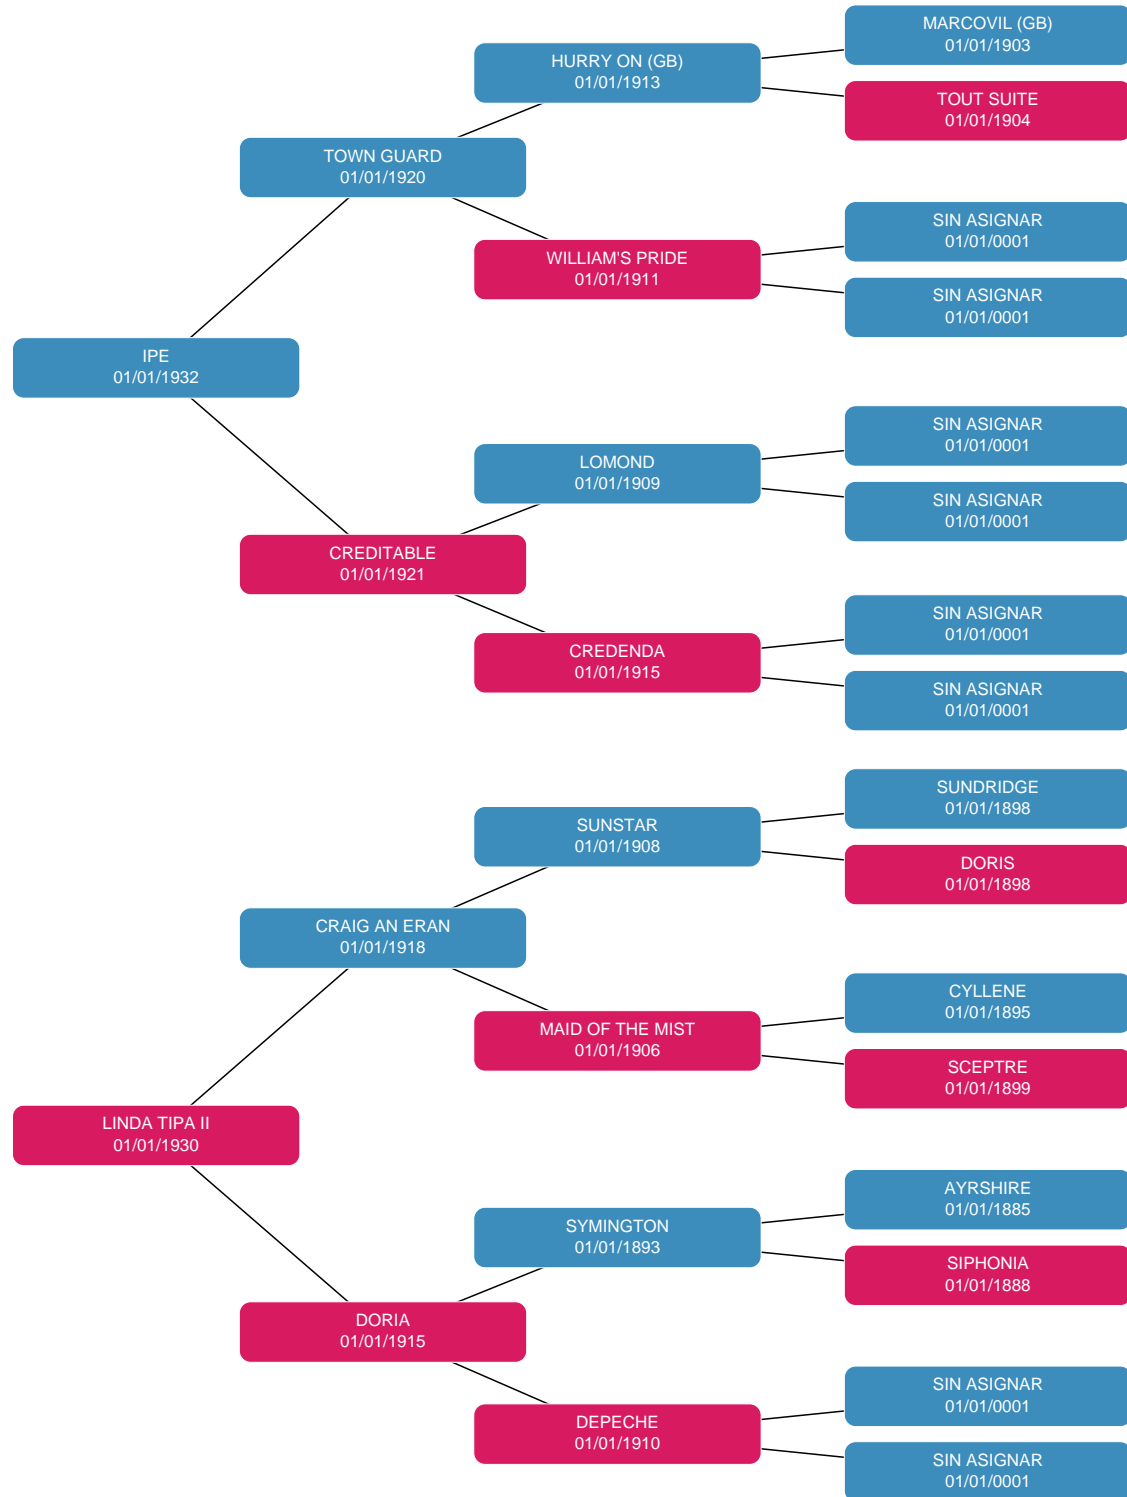 MARCOVIL (GB)
01/01/1903
HURRY ON (GB)
01/01/1913
TOUT SUITE
01/01/1904
TOWN GUARD
01/01/1920
SIN ASIGNAR
01/01/0001
WILLIAM'S PRIDE
01/01/1911
SIN ASIGNAR
01/01/0001
IPE
01/01/1932
SIN ASIGNAR
01/01/0001
LOMOND
01/01/1909
SIN ASIGNAR
01/01/0001
CREDITABLE
01/01/1921
SIN ASIGNAR
01/01/0001
CREDENDA
01/01/1915
SIN ASIGNAR
01/01/0001
SUNDRIDGE
01/01/1898
SUNSTAR
01/01/1908
DORIS
01/01/1898
CRAIG AN ERAN
01/01/1918
CYLLENE
01/01/1895
MAID OF THE MIST
01/01/1906
SCEPTRE
01/01/1899
LINDA TIPA II
01/01/1930
AYRSHIRE
01/01/1885
SYMINGTON
01/01/1893
SIPHONIA
01/01/1888
DORIA
01/01/1915
SIN ASIGNAR
01/01/0001
DEPECHE
01/01/1910
SIN ASIGNAR
01/01/0001